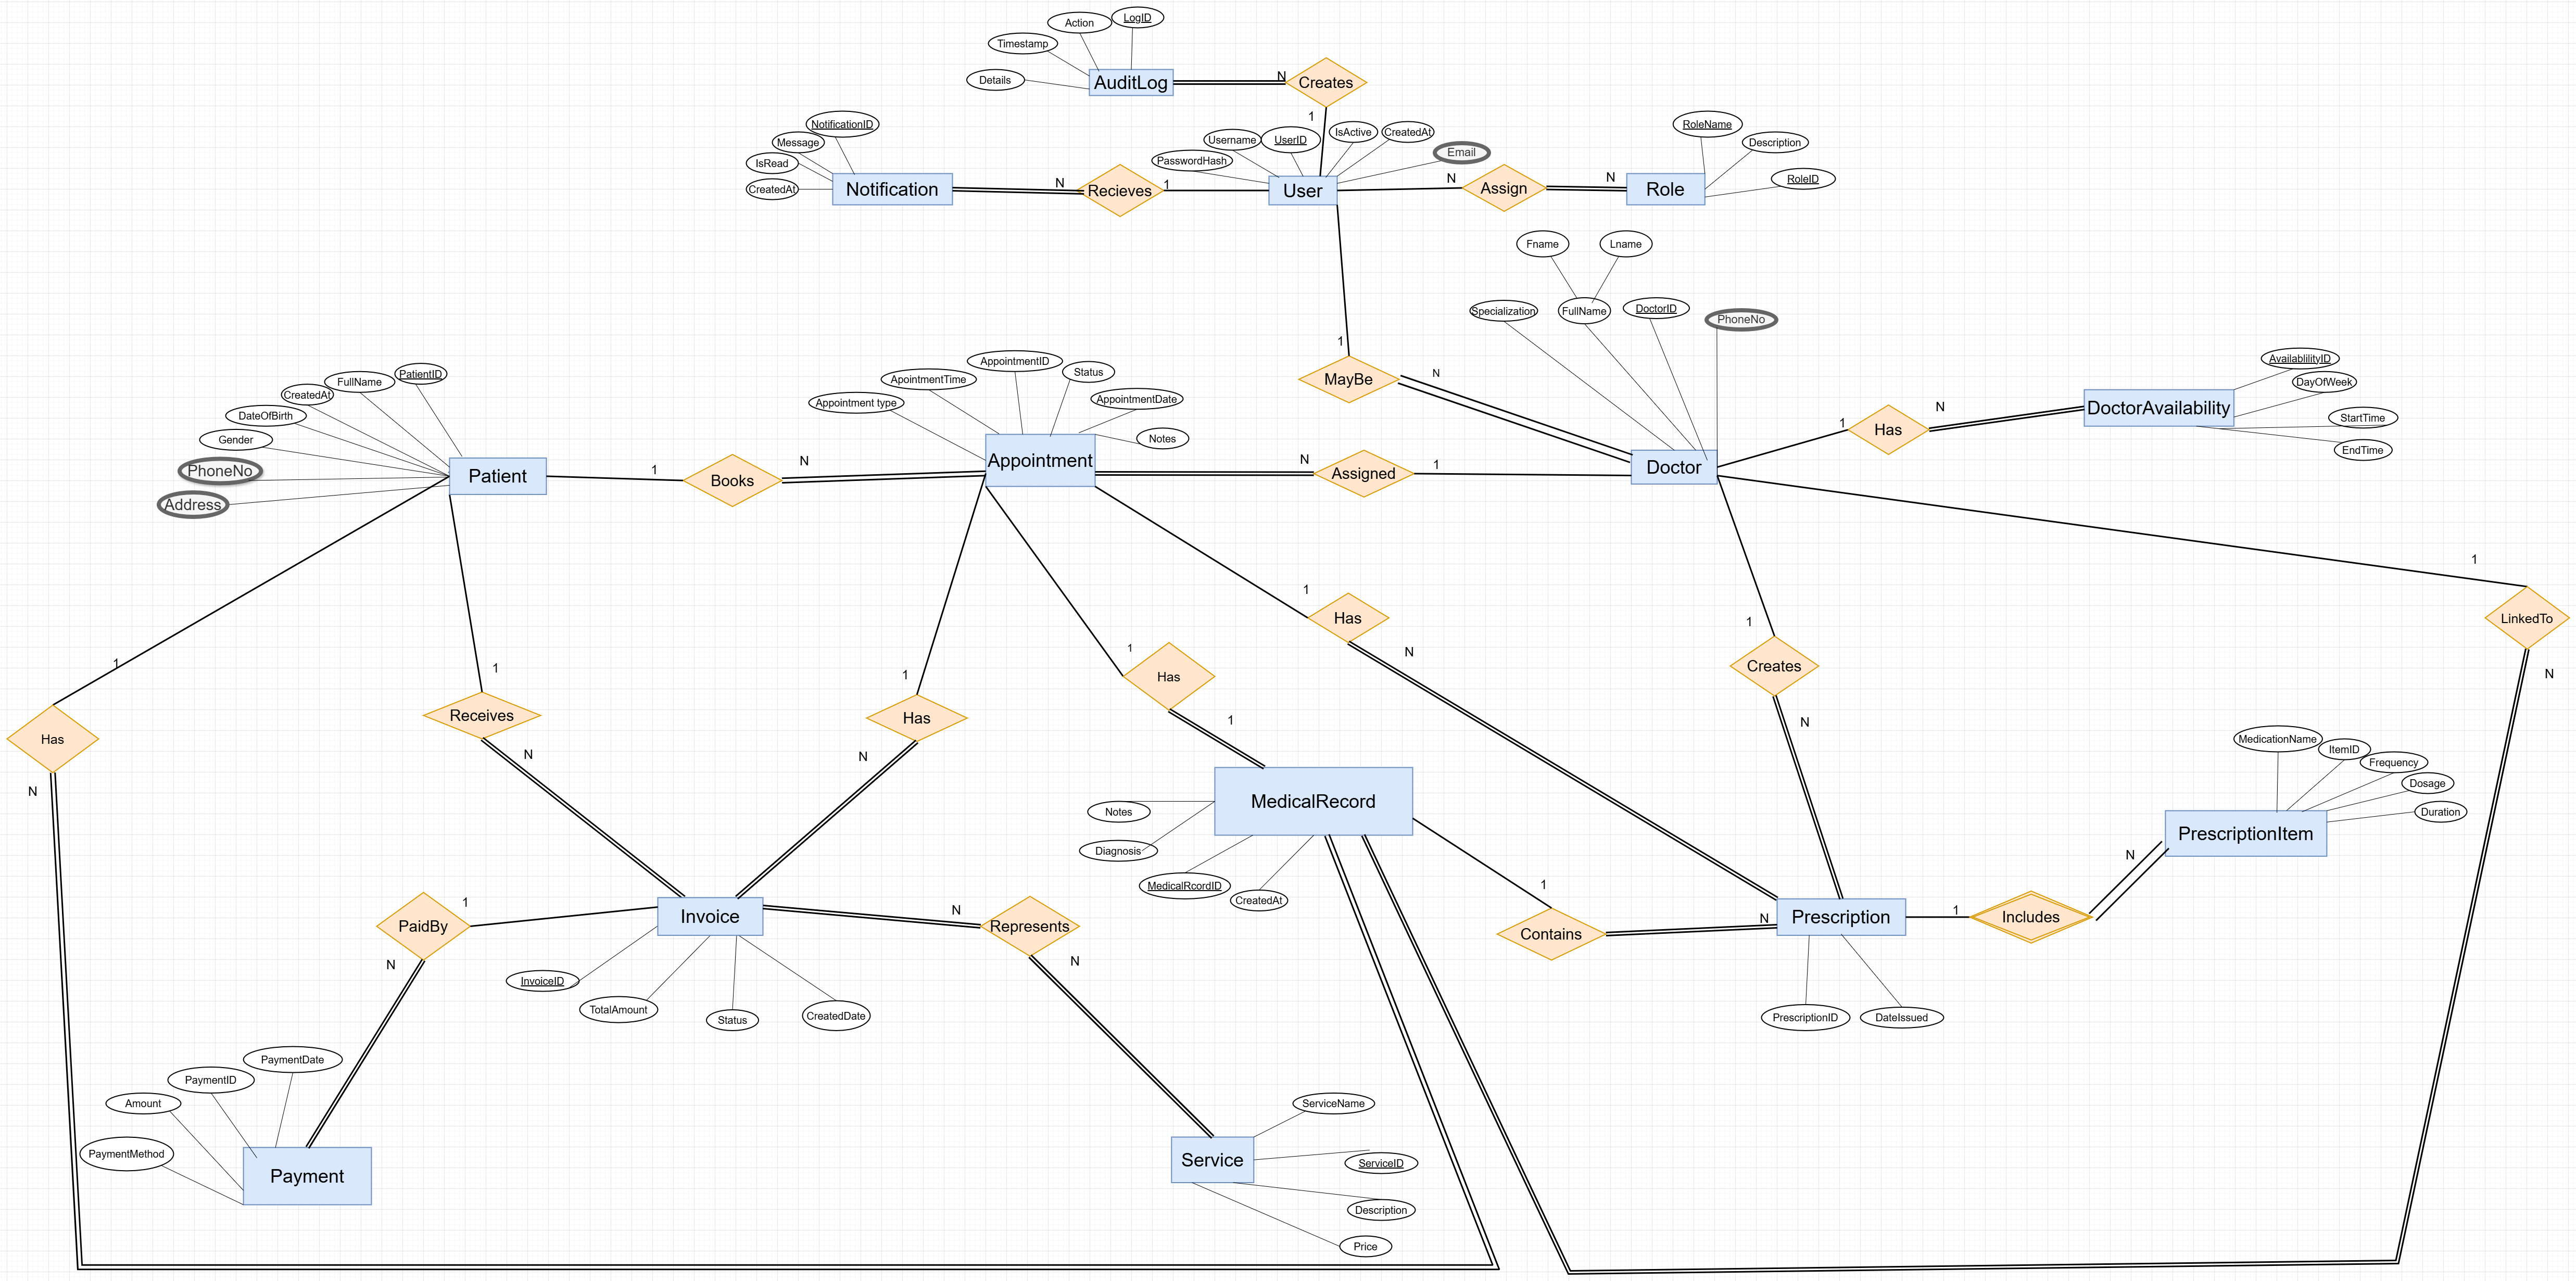 LogID
Action
Timestamp
Details
AuditLog
N
Creates
1
NotificationID
Message
IsRead
CreatedAt
Notification
N
Recieves
1
Username
UserID
IsActive
CreatedAt
PasswordHash
Email
User
N
Assign
N
Role
RoleName
Description
RoleID
Fname
Lname
Specialization
FullName
DoctorID
PhoneNo
1
MayBe
N
PatientID
FullName
CreatedAt
DateOfBirth
Gender
PhoneNo
Address
Patient
1
Books
N
AppointmentID
ApointmentTime
Status
Appointment type
AppointmentDate
Notes
Appointment
N
Assigned
1
Doctor
1
Has
N
AvailablilityID
DayOfWeek
DoctorAvailability
StartTime
EndTime
1
LinkedTo
N
1
Has
N
1
Receives
N
1
Has
N
1
Has
1
1
Has
N
1
Creates
N
MedicalRecord
Notes
Diagnosis
MedicalRcordID
CreatedAt
1
Contains
N
Prescription
PrescriptionID
DateIssued
1
Includes
N
MedicationName
ItemID
Frequency
Dosage
Duration
PrescriptionItem
PaidBy
1
N
Invoice
InvoiceID
TotalAmount
Status
CreatedDate
N
Represents
N
PaymentDate
PaymentID
Amount
PaymentMethod
Payment
ServiceName
Service
ServiceID
Description
Price